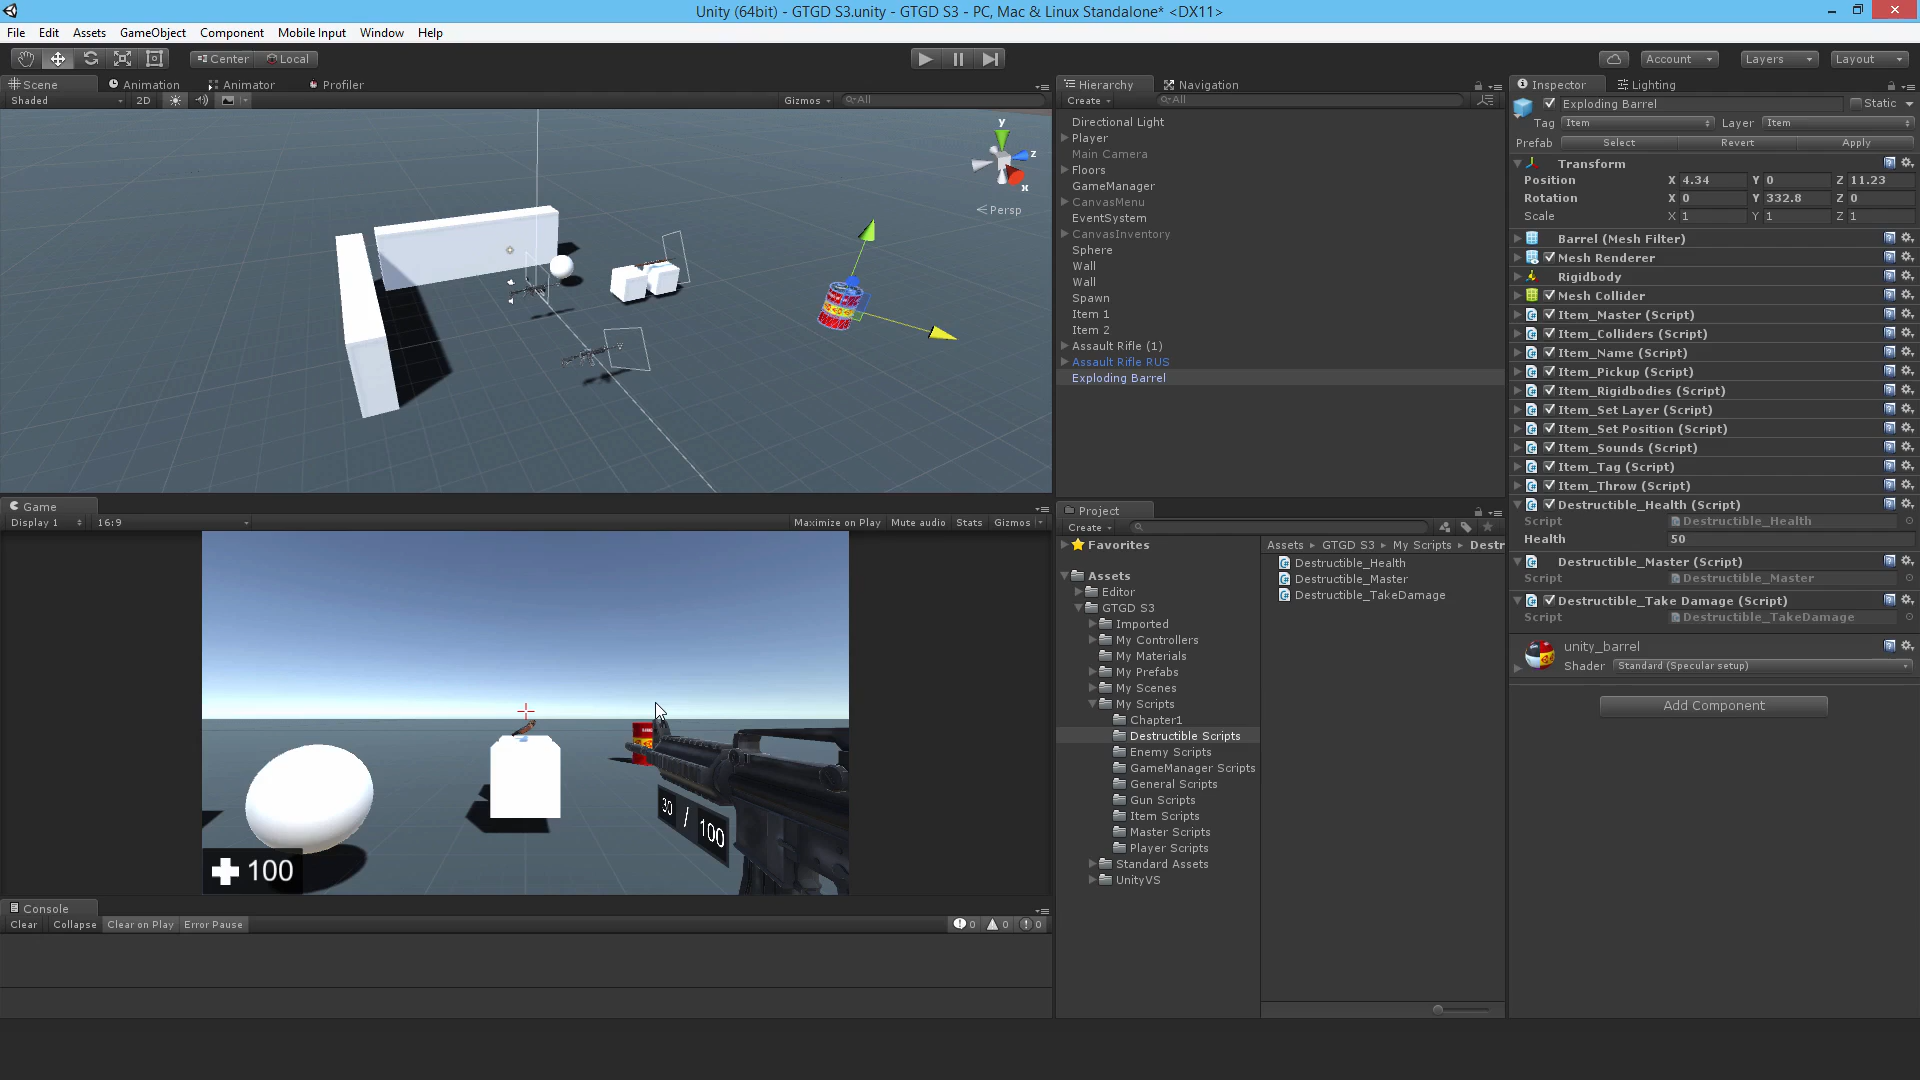 Unity (64bit) - GTGD S3.unity - GTGD S3 - PC, Mac & Linux Standalone* <DX11>
File Edit Assets GameObject Component Mobile Input Window Help
Center Local Account Layers Layout
Scene Animation Animator Profiler
Shaded 2D Gizmos All
y
z
x
Persp
Hierarchy Navigation
Create All
Directional Light
Player
Main Camera
Floors
GameManager
CanvasMenu
EventSystem
CanvasInventory
Sphere
Wall
Wall
Spawn
Item 1
Item 2
Assault Rifle (1)
Assault Rifle RUS
Exploding Barrel
Inspector Lighting
Exploding Barrel Static
Tag Item Layer Item
Prefab Select Revert Apply
Transform
Position X 4.34 Y 0 Z 11.23
Rotation X 0 Y 332.8 Z 0
Scale X 1 Y 1 Z 1
Barrel (Mesh Filter)
Mesh Renderer
Rigidbody
Mesh Collider
Item_Master (Script)
Item_Colliders (Script)
Item_Name (Script)
Item_Pickup (Script)
Item_Rigidbodies (Script)
Item_Set Layer (Script)
Item_Set Position (Script)
Item_Sounds (Script)
Item_Tag (Script)
Item_Throw (Script)
Destructible_Health (Script)
Script Destructible_Health
Health 50
Destructible_Master (Script)
Script Destructible_Master
Destructible_Take Damage (Script)
Script Destructible_TakeDamage
unity_barrel
Shader Standard (Specular setup)
Add Component
Game
Display 1 16:9 Maximize on Play Mute audio Stats Gizmos
30 / 100
100
Console
Clear Collapse Clear on Play Error Pause 0 0 0
Project
Create
Favorites
Assets
Editor
GTGD S3
Imported
My Controllers
My Materials
My Prefabs
My Scenes
My Scripts
Chapter1
Destructible Scripts
Enemy Scripts
GameManager Scripts
General Scripts
Gun Scripts
Item Scripts
Master Scripts
Player Scripts
Standard Assets
UnityVS
Assets GTGD S3 My Scripts Destr
Destructible_Health
Destructible_Master
Destructible_TakeDamage